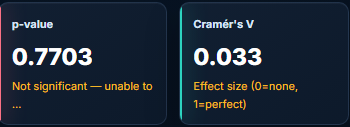 p-value
0.7703
Not significant — unable to
...
Cramér's V
0.033
Effect size (0=none,
1=perfect)